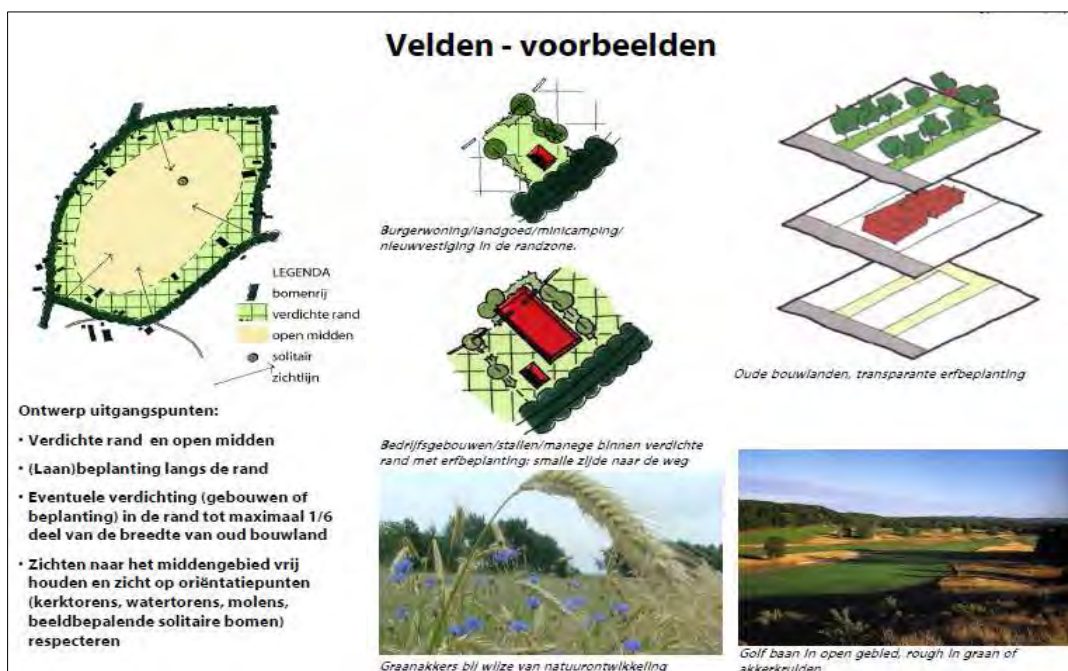 Velden - voorbeelden
LEGENDA
bomenrij
verdichte rand
open midden
solitair
zichtlijn
Ontwerp uitgangspunten:
• Verdichte rand en open midden
• (Laan)beplanting langs de rand
• Eventuele verdichting (gebouwen of
beplanting) in de rand tot maximaal 1/6
deel van de breedte van oud bouwland
• Zichten naar het middengebied vrij
houden en zicht op oriëntatiepunten
(kerktorens, watertorens, molens,
beeldbepalende solitaire bomen)
respecteren
Burgerwoning/landgoed/minicamping/
nieuwvestiging in de randzone.
Bedrijfsgebouwen/stallen/manege binnen verdichte
rand met erfbeplanting: smalle zijde naar de weg
Graanakkers bij wijze van natuurontwikkeling
Oude bouwlanden, transparante erfbeplanting
Golf baan in open gebied, rough in graan of
akkerkruiden